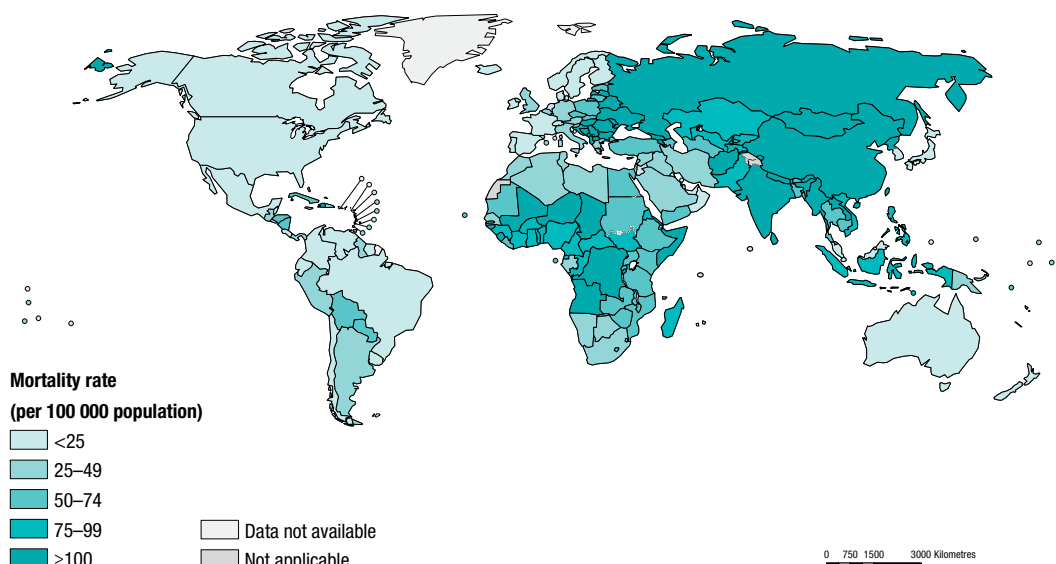 Mortality rate
(per 100 000 population)
<25
25–49
50–74
75–99
≥100
Data not available
Not applicable
0 750 1500 3000 Kilometres